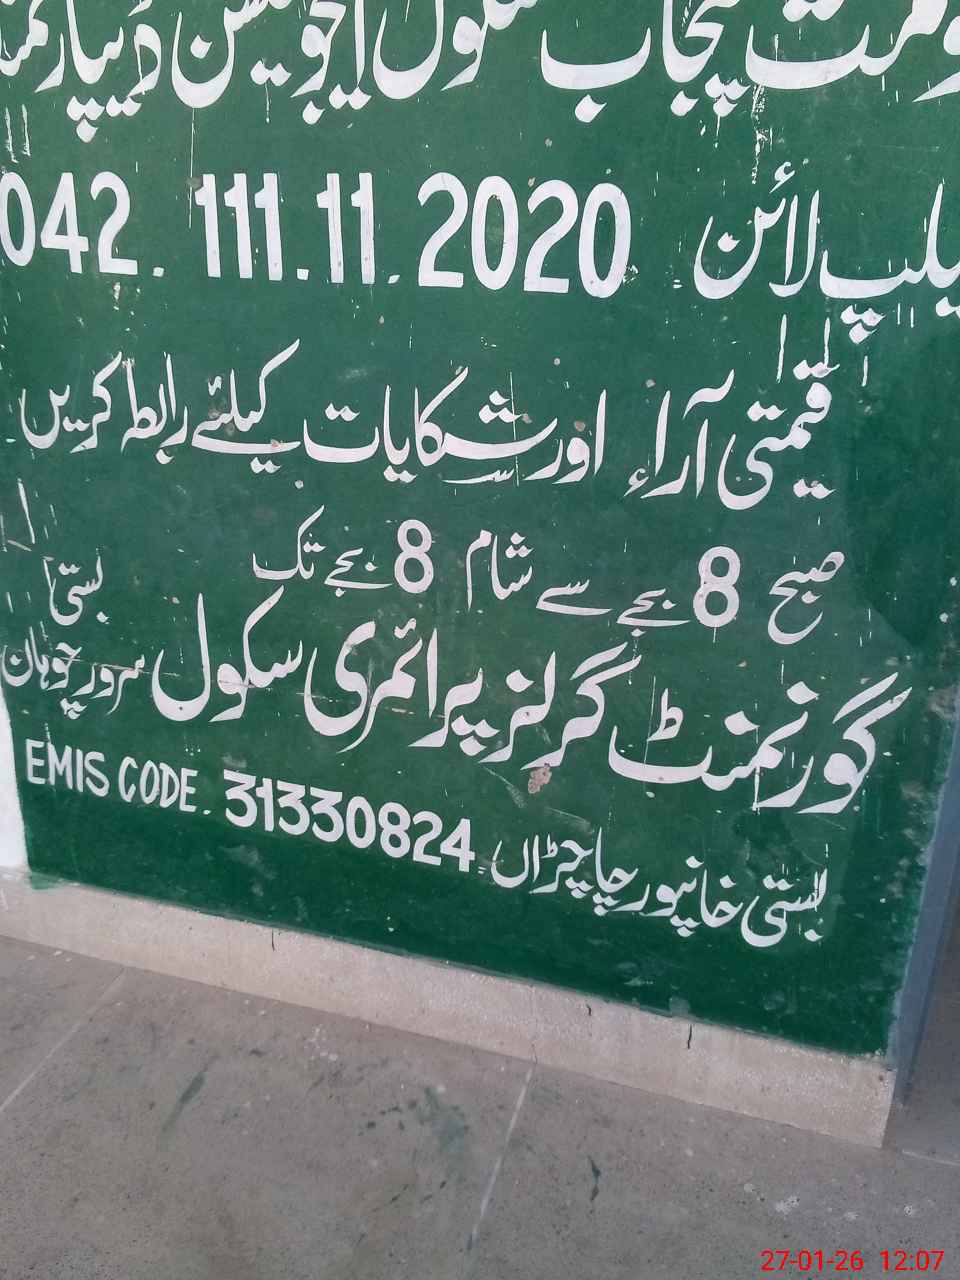 حکومت پنجاب سکول ایجوکیشن ڈیپارٹمنٹ
ہیلپ لائن 042.111.11.2020
قیمتی آراء اور شکایات کیلئے رابطہ کریں
صبح 8 بجے سے شام 8 بجے تک
گورنمنٹ گرلز پرائمری سکول بستی سرور چوہان
بستی خانپور چاچڑاں EMIS CODE. 31330824
27-01-26 12:07